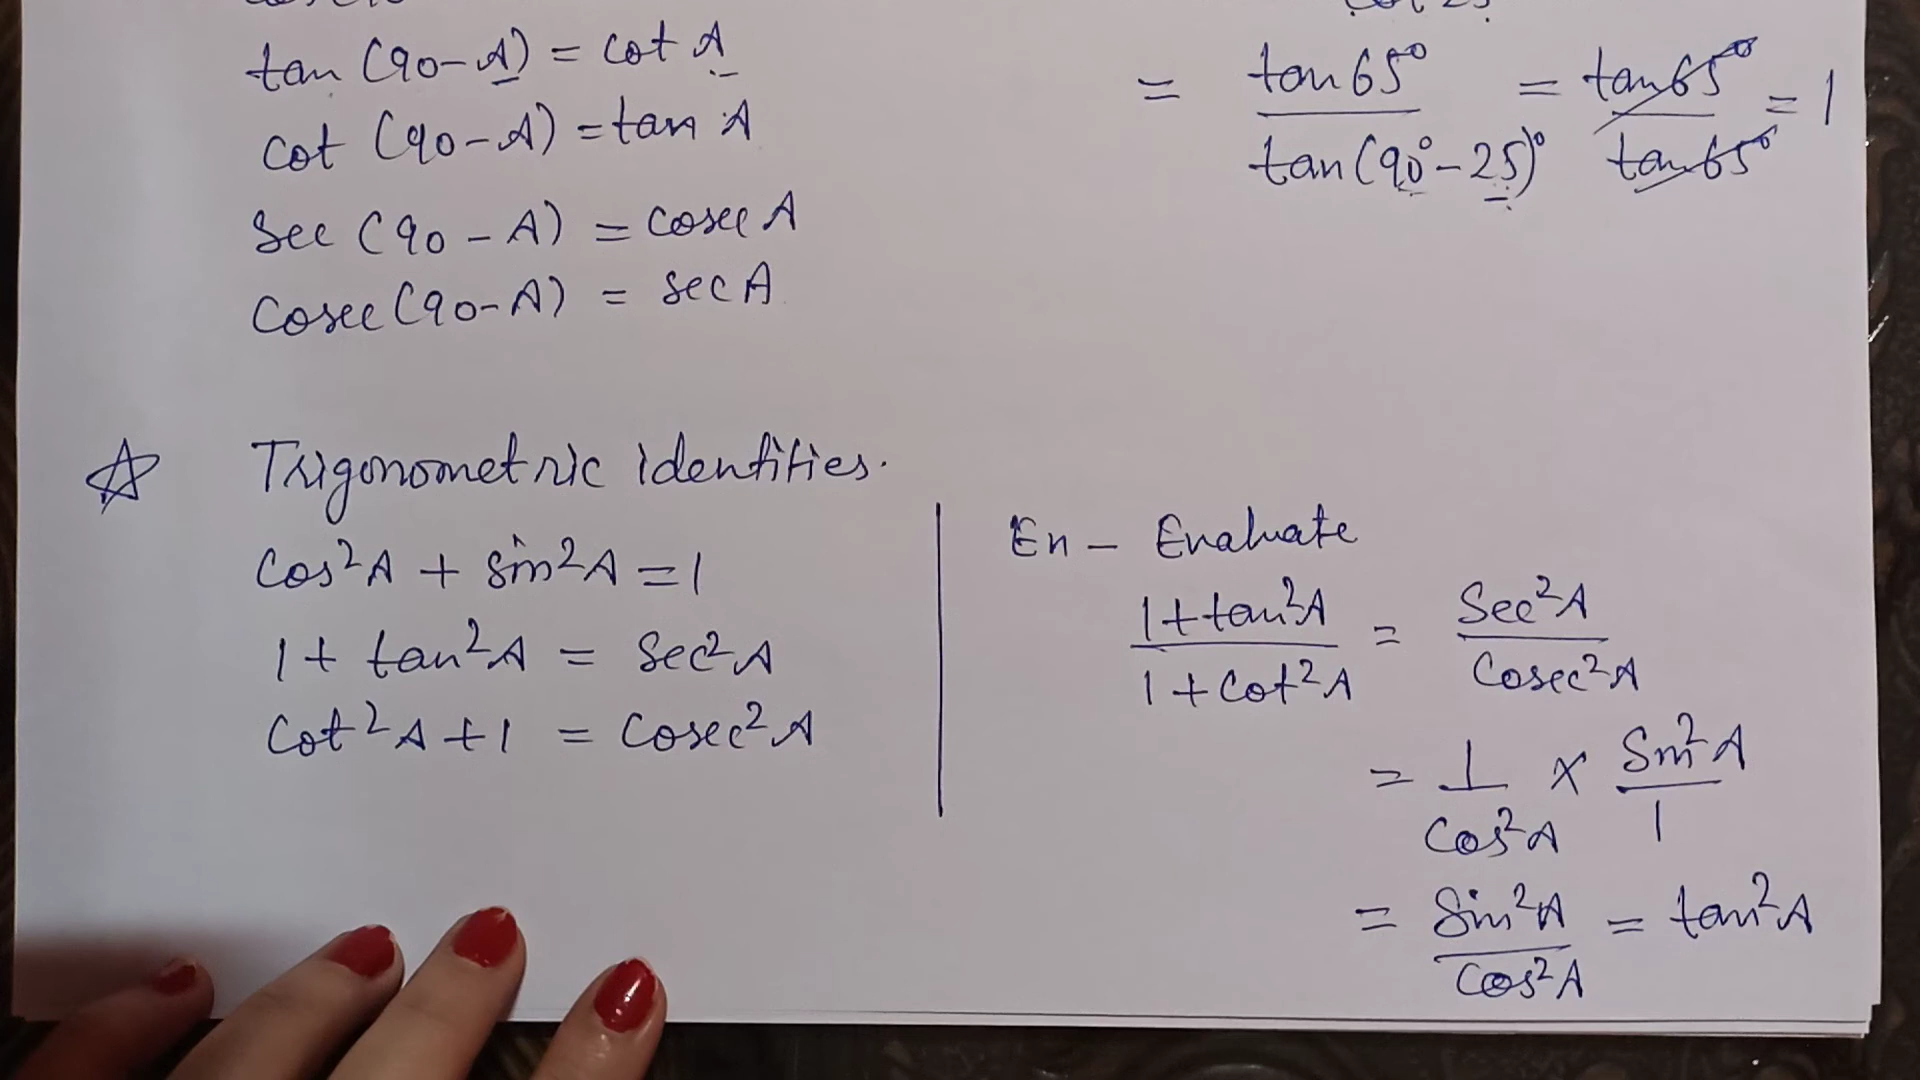 tan (90-A) = cot A
cot (90-A) = tan A
Sec (90-A) = cosec A
Cosec (90-A) = sec A
= tan 65° / tan (90° - 25)° = tan 65° / tan 65° = 1
☆ Trigonometric identities.
Cos²A + Sin²A = 1
1 + tan²A = Sec²A
Cot²A + 1 = Cosec²A
Ex - Evaluate
1 + tan²A / 1 + Cot²A = Sec²A / Cosec²A
= 1 / Cos²A × Sin²A / 1
= Sin²A / Cos²A = tan²A